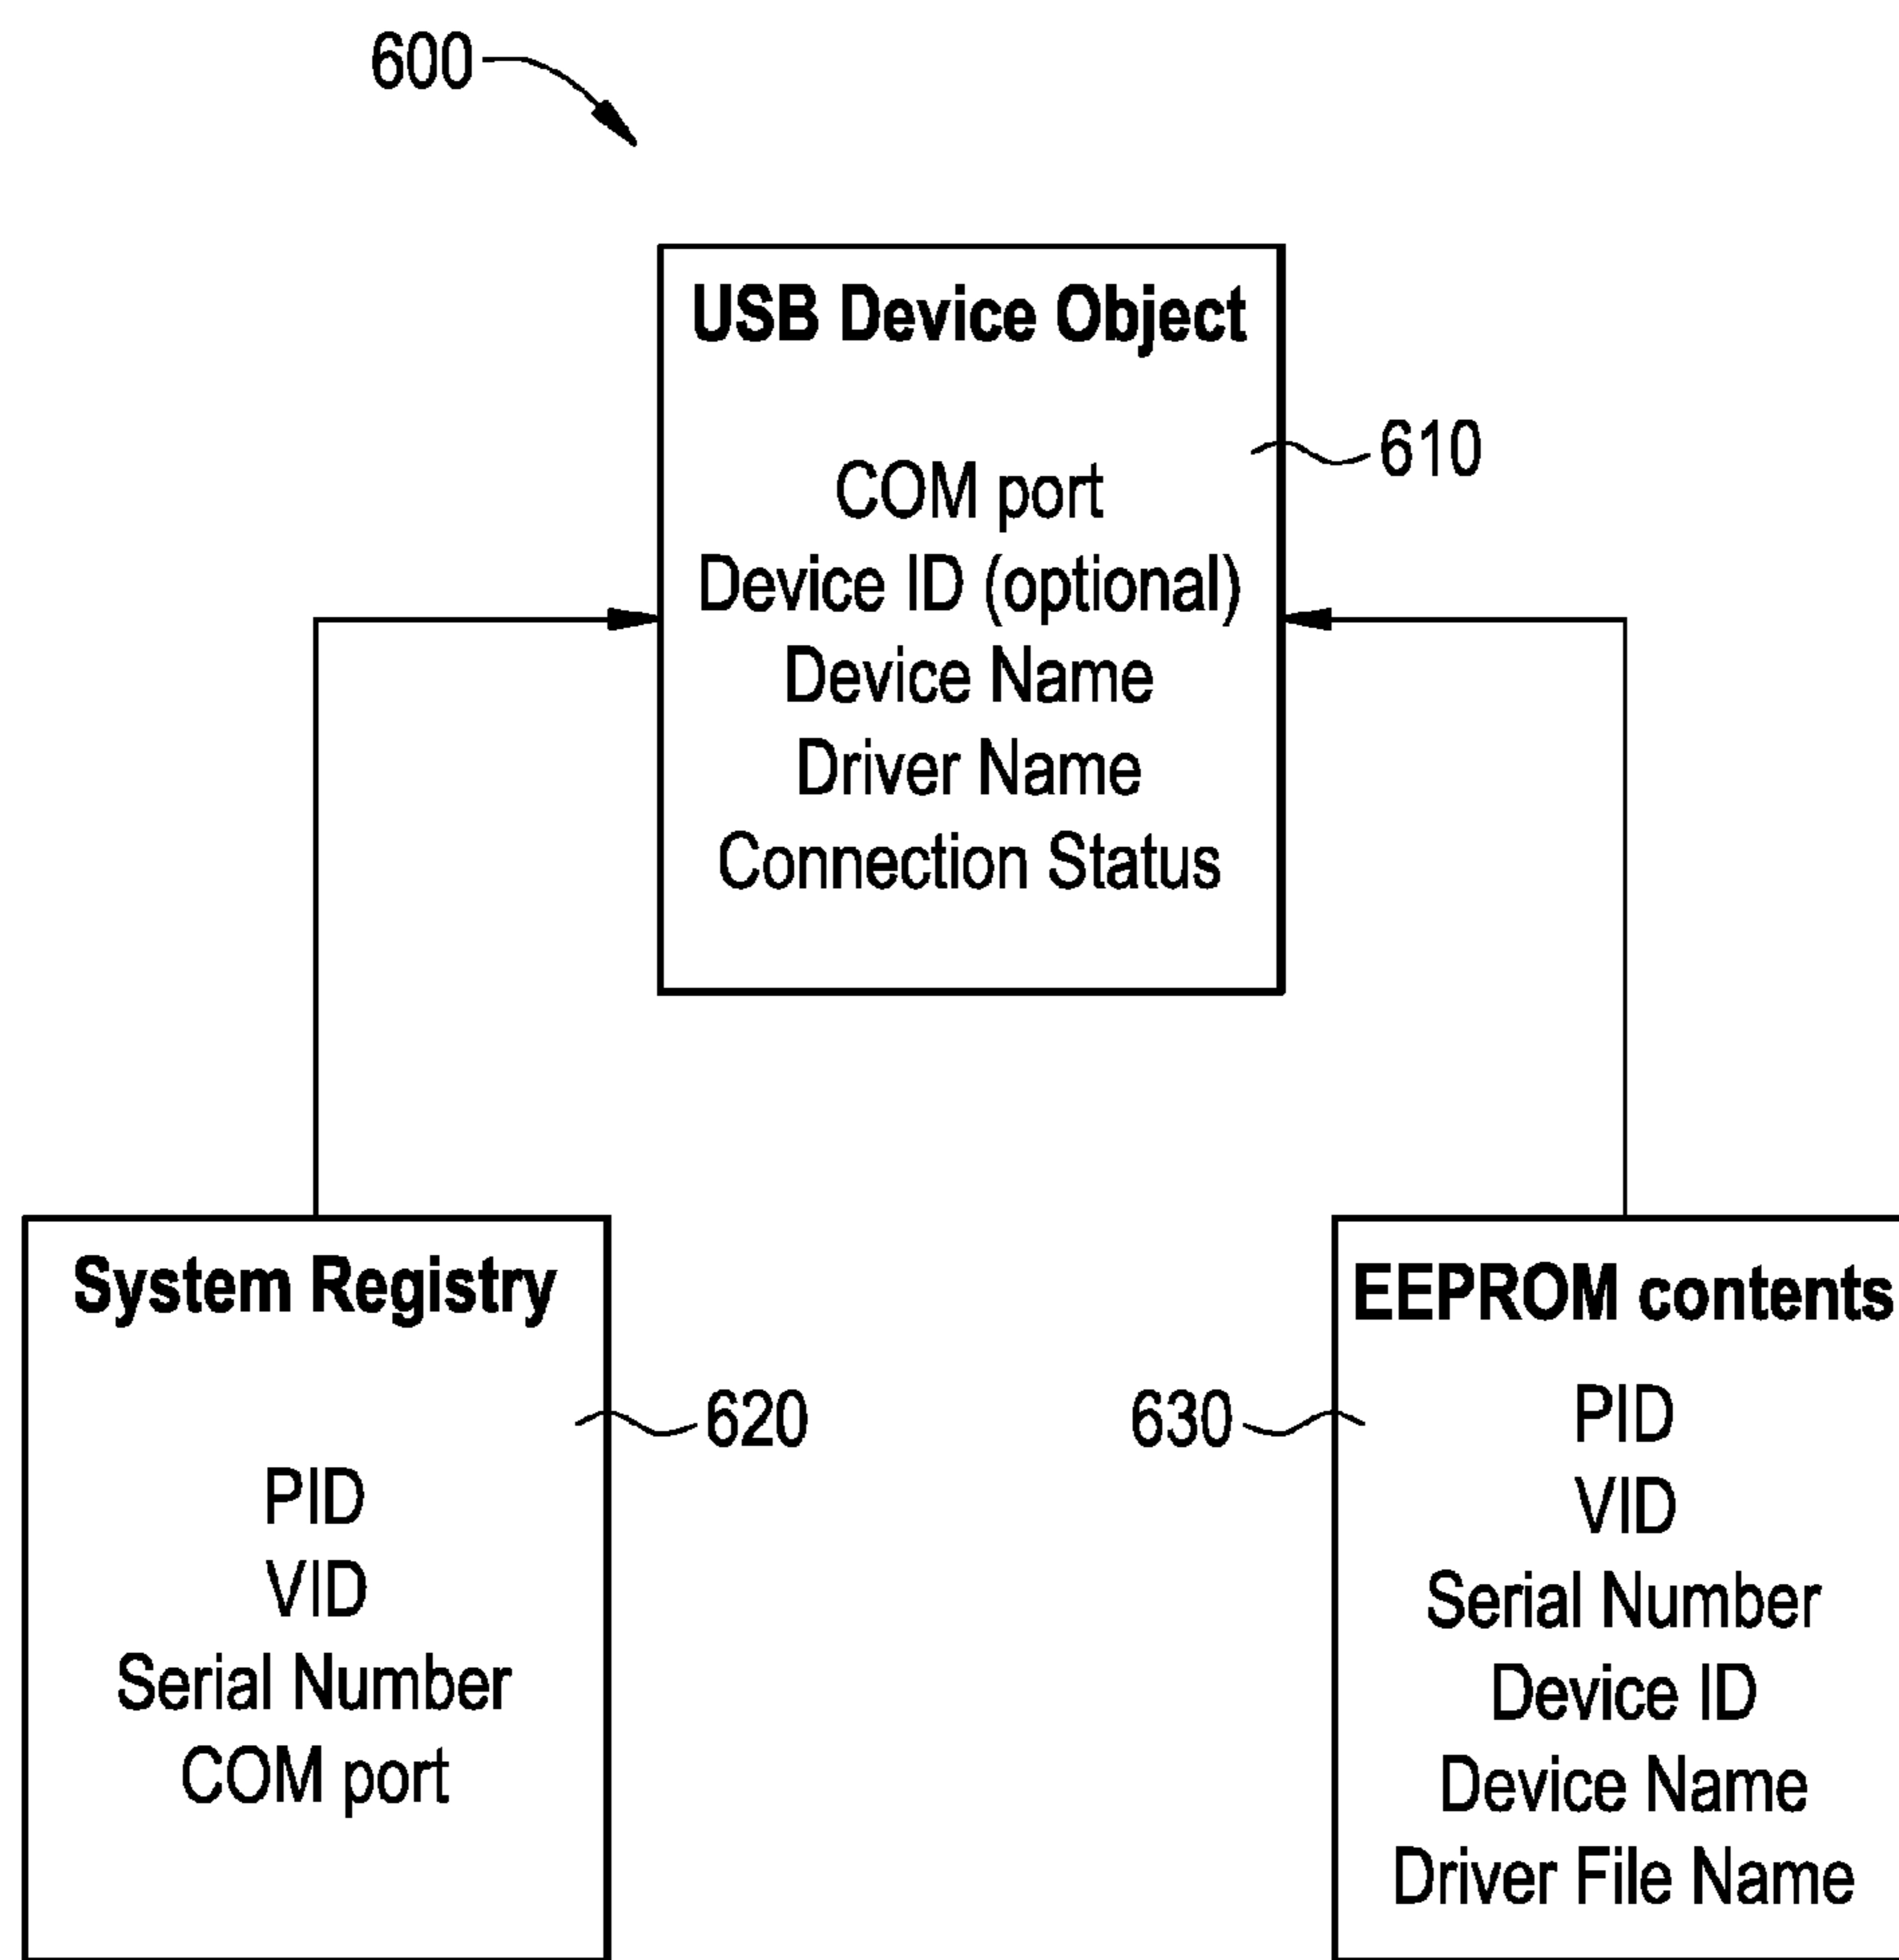 600
USB Device Object
610
COM port
Device ID (optional)
Device Name
Driver Name
Connection Status
System Registry
620
PID
VID
Serial Number
COM port
EEPROM contents
630
PID
VID
Serial Number
Device ID
Device Name
Driver File Name